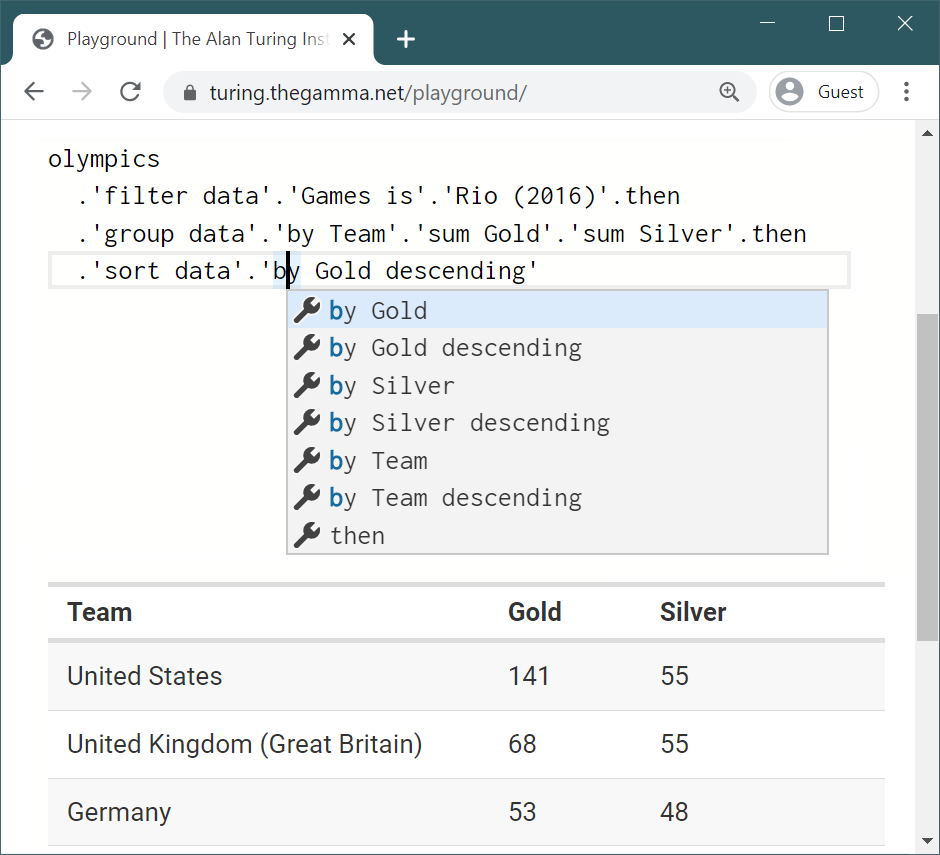 Playground | The Alan Turing Inst
turing.thegamma.net/playground/
Guest
olympics
.'filter data'.'Games is'.'Rio (2016)'.then
.'group data'.'by Team'.'sum Gold'.'sum Silver'.then
.'sort data'.'by Gold descending'
by Gold
by Gold descending
by Silver
by Silver descending
by Team
by Team descending
then
Team Gold Silver
United States 141 55
United Kingdom (Great Britain) 68 55
Germany 53 48